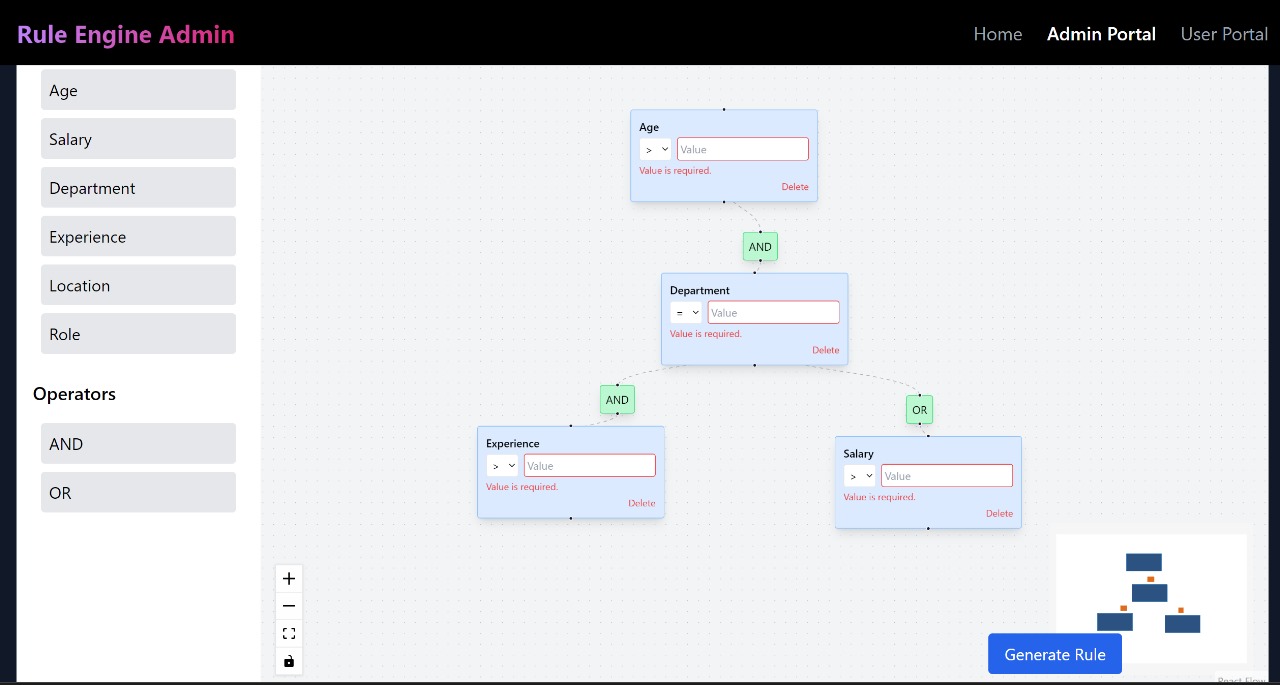 Rule Engine Admin
Home Admin Portal User Portal
Age
Salary
Department
Experience
Location
Role
Operators
AND
OR
Age
> Value
Value is required.
Delete
AND
Department
= Value
Value is required.
Delete
AND
OR
Experience
> Value
Value is required.
Delete
Salary
> Value
Value is required.
Delete
Generate Rule
React Flow